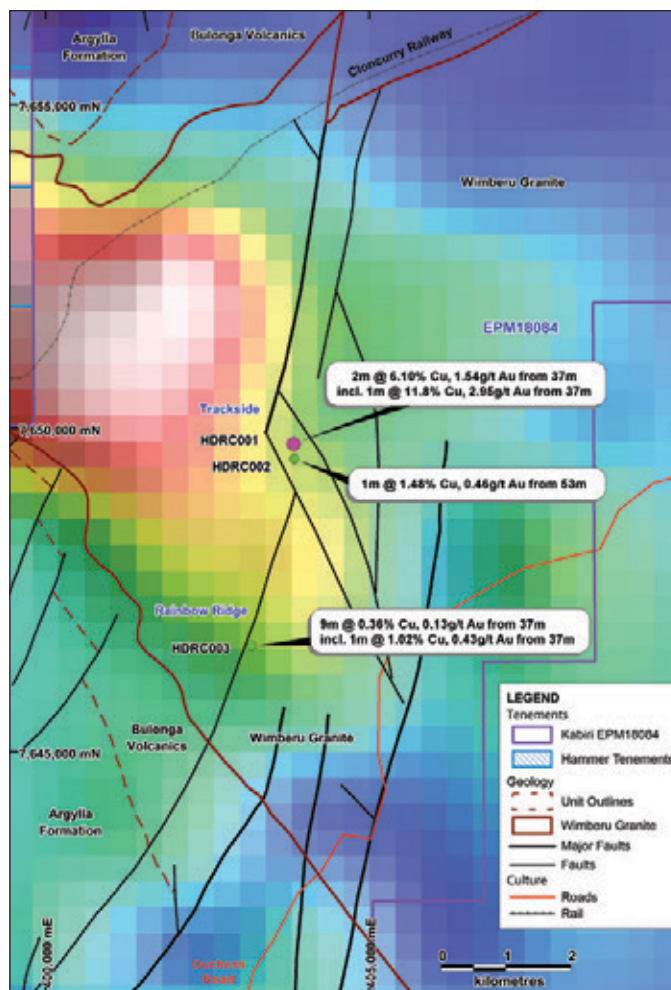 Argylla
Formation
Bulonga Volcanics
Cloncurry Railway
7,655,000 mN
Wimberu Granite
EPM18084
2m @ 6.10% Cu, 1.54g/t Au from 37m
incl. 1m @ 11.8% Cu, 2.95g/t Au from 37m
Trackside
7,650,000 mN
HDRC001
HDRC002
1m @ 1.48% Cu, 0.46g/t Au from 53m
Rainbow Ridge
9m @ 0.36% Cu, 0.13g/t Au from 37m
incl. 1m @ 1.02% Cu, 0.43g/t Au from 37m
HDRC003
Bulonga
Volcanics
Wimberu Granite
7,645,000 mN
Argylla
Formation
LEGEND
Tenements
Kabiri EPM18084
Hammer Tenements
Geology
Unit Outlines
Wimberu Granite
Major Faults
Faults
Culture
Roads
Rail
400,000 mE
405,000 mE
Duchess
Road
0 1 2
kilometres